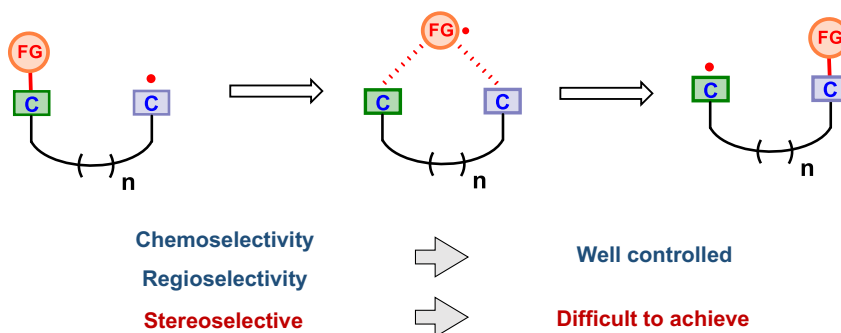 FG
FG
FG
C
C
C
C
C
C
( )
n
( )
n
( )
n
Chemoselectivity
Regioselectivity
Well controlled
Stereoselective
Difficult to achieve